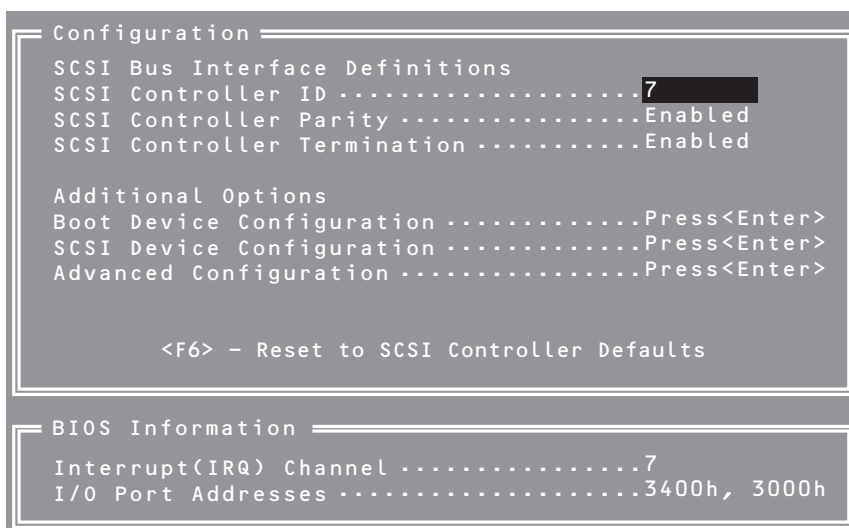 Configuration
SCSI Bus Interface Definitions
SCSI Controller ID ....................7
SCSI Controller Parity ................Enabled
SCSI Controller Termination ...........Enabled
Additional Options
Boot Device Configuration .............Press<Enter>
SCSI Device Configuration .............Press<Enter>
Advanced Configuration ................Press<Enter>
<F6> – Reset to SCSI Controller Defaults
BIOS Information
Interrupt(IRQ) Channel ................7
I/O Port Addresses ....................3400h, 3000h